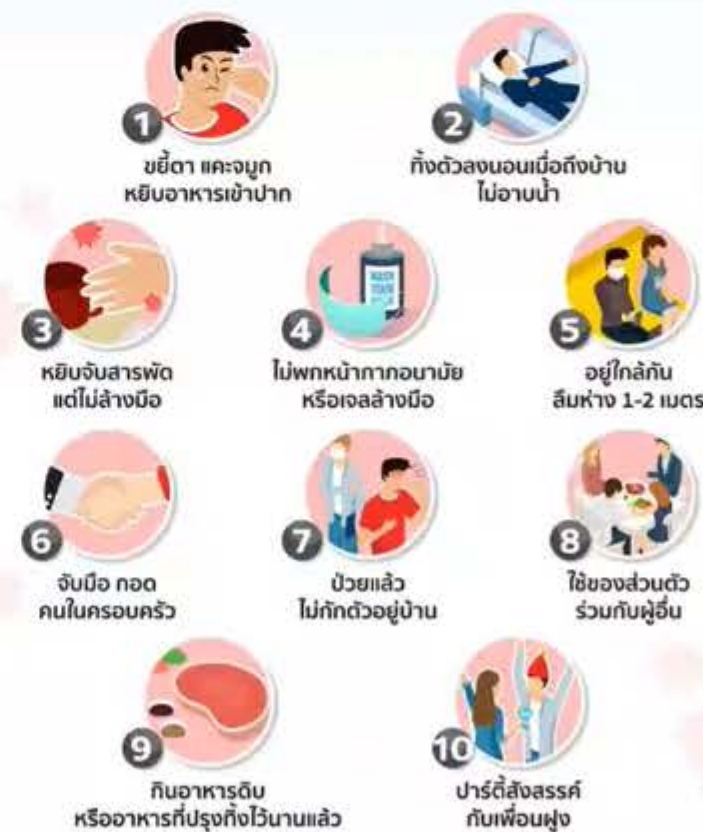 1
ขยี้ตา แคะจมูก
หยิบอาหารเข้าปาก
2
ทิ้งตัวลงนอนเมื่อถึงบ้าน
ไม่อาบน้ำ
3
หยิบจับสารพัด
แต่ไม่ล้างมือ
4
ไม่พกหน้ากากอนามัย
หรือเจลล้างมือ
5
อยู่ใกล้กัน
ลืมห่าง 1-2 เมตร
6
จับมือ กอด
คนในครอบครัว
7
ป่วยแล้ว
ไม่กักตัวอยู่บ้าน
8
ใช้ของส่วนตัว
ร่วมกับผู้อื่น
9
กินอาหารดิบ
หรืออาหารที่ปรุงทิ้งไว้นานแล้ว
10
ปาร์ตี้สังสรรค์
กับเพื่อนฝูง